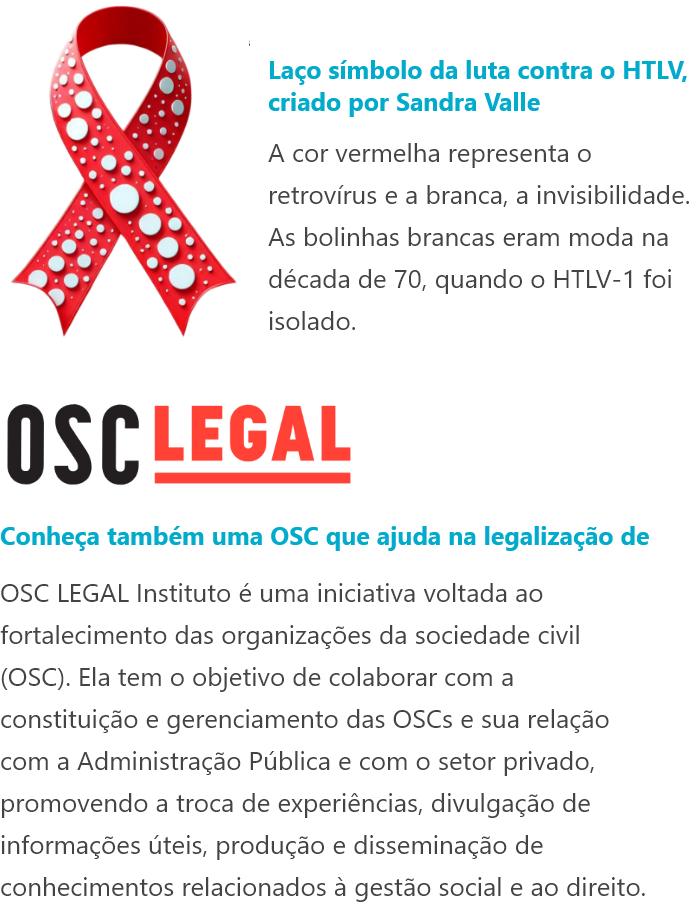 Laço símbolo da luta contra o HTLV,
criado por Sandra Valle
A cor vermelha representa o
retrovírus e a branca, a invisibilidade.
As bolinhas brancas eram moda na
década de 70, quando o HTLV-1 foi
isolado.
OSC LEGAL
Conheça também uma OSC que ajuda na legalização de
OSC LEGAL Instituto é uma iniciativa voltada ao
fortalecimento das organizações da sociedade civil
(OSC). Ela tem o objetivo de colaborar com a
constituição e gerenciamento das OSCs e sua relação
com a Administração Pública e com o setor privado,
promovendo a troca de experiências, divulgação de
informações úteis, produção e disseminação de
conhecimentos relacionados à gestão social e ao direito.